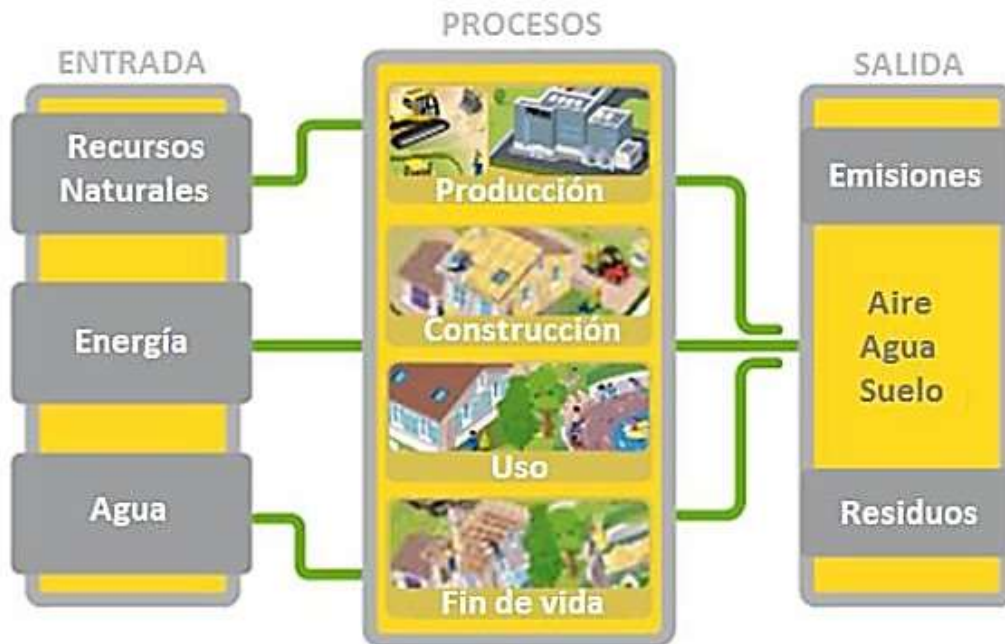 ENTRADA
Recursos
Naturales
Energía
Agua
PROCESOS
Producción
Construcción
Uso
Fin de vida
SALIDA
Emisiones
Aire
Agua
Suelo
Residuos